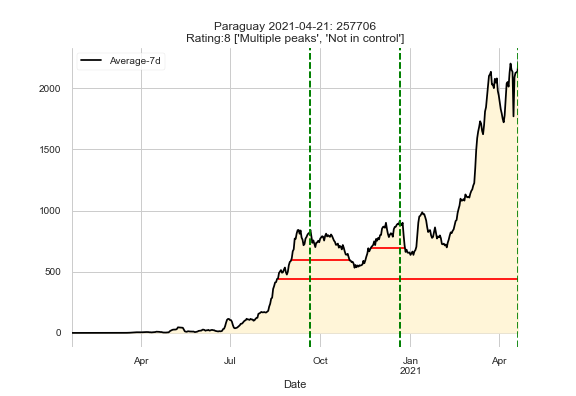 Paraguay 2021-04-21: 257706
Rating:8 ['Multiple peaks', 'Not in control']
Average-7d
2000
1500
1000
500
0
Apr
Jul
Oct
Jan
2021
Apr
Date